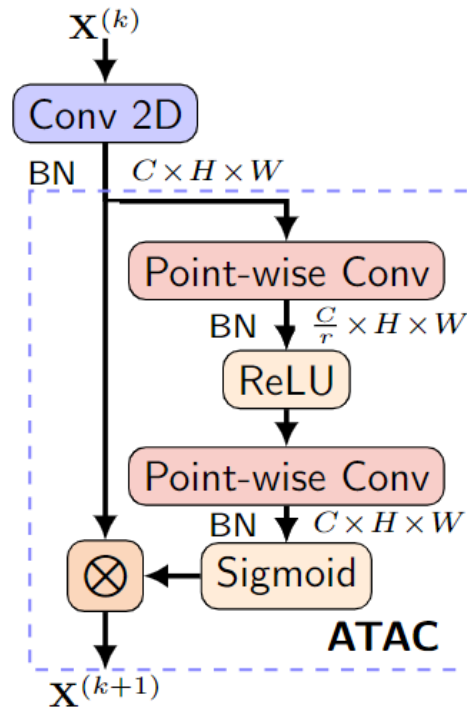 X^(k)
Conv 2D
BN C × H × W
Point-wise Conv
BN C/r × H × W
ReLU
Point-wise Conv
BN C × H × W
⊗ Sigmoid
ATAC
X^(k+1)